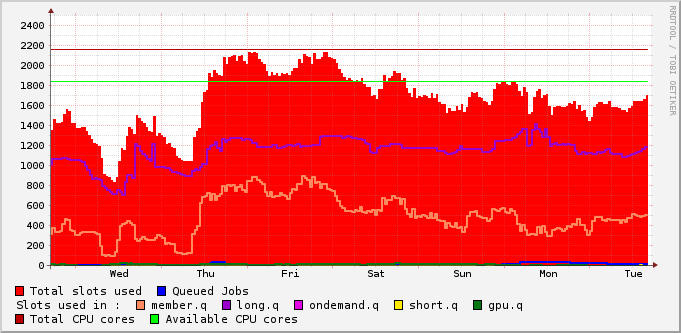 RRDTOOL / TOBI OETIKER
2400
2200
2000
1800
1600
1400
1200
1000
800
600
400
200
0
Wed Thu Fri Sat Sun Mon Tue
Total slots used Queued Jobs
Slots used in : member.q long.q ondemand.q short.q gpu.q
Total CPU cores Available CPU cores